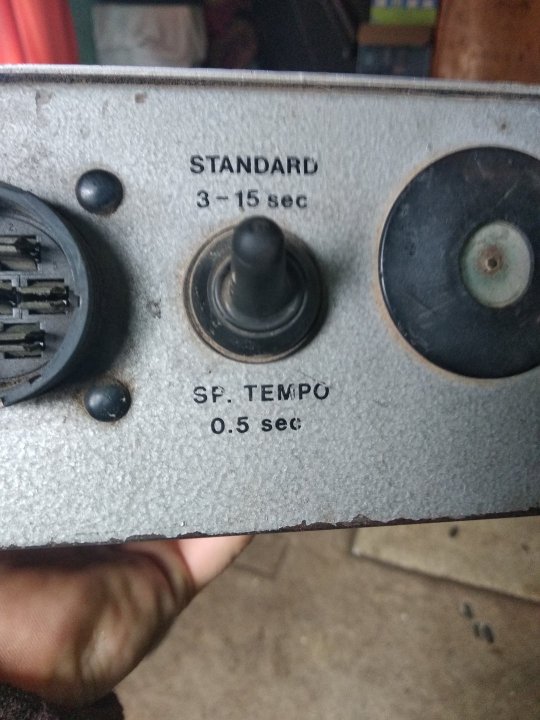 STANDARD
3-15 sec
SP. TEMPO
0.5 sec